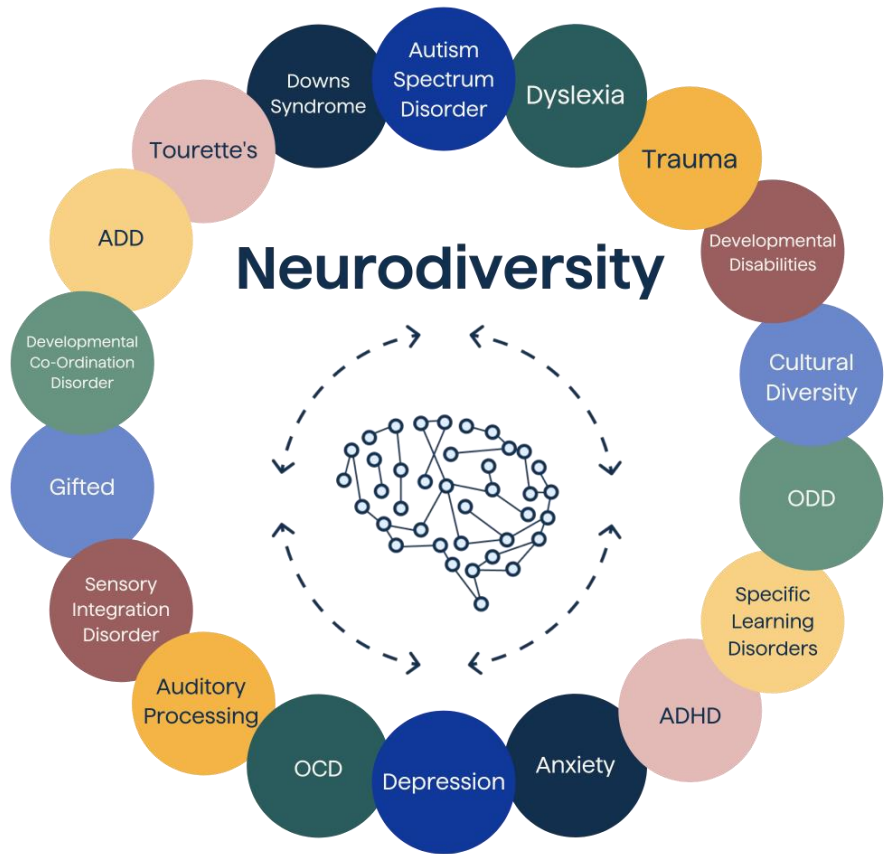 Autism
Spectrum
Disorder
Dyslexia
Trauma
Developmental
Disabilities
Cultural
Diversity
ODD
Specific
Learning
Disorders
ADHD
Anxiety
Depression
OCD
Auditory
Processing
Sensory
Integration
Disorder
Gifted
Developmental
Co-Ordination
Disorder
ADD
Tourette's
Downs
Syndrome
Neurodiversity